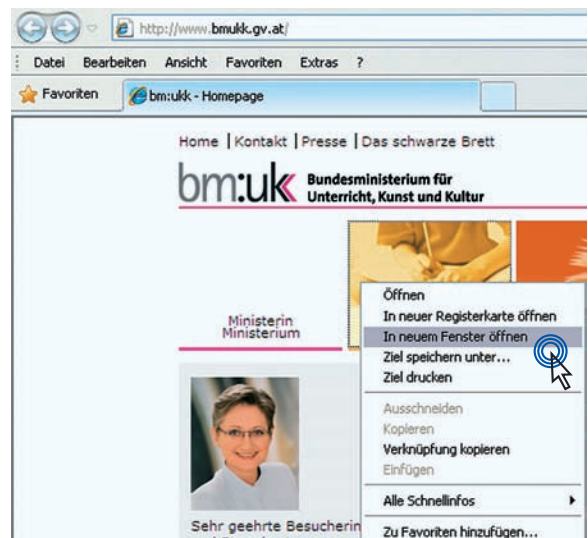 http://www.bmukk.gv.at/
Datei Bearbeiten Ansicht Favoriten Extras ?
Favoriten bm:ukk - Homepage
Home | Kontakt | Presse | Das schwarze Brett
bm:ukk Bundesministerium für
Unterricht, Kunst und Kultur
Ministerin
Ministerium
Öffnen
In neuer Registerkarte öffnen
In neuem Fenster öffnen
Ziel speichern unter...
Ziel drucken
Ausschneiden
Kopieren
Verknüpfung kopieren
Einfügen
Alle Schnellinfos
Zu Favoriten hinzufügen...
Sehr geehrte Besucherin